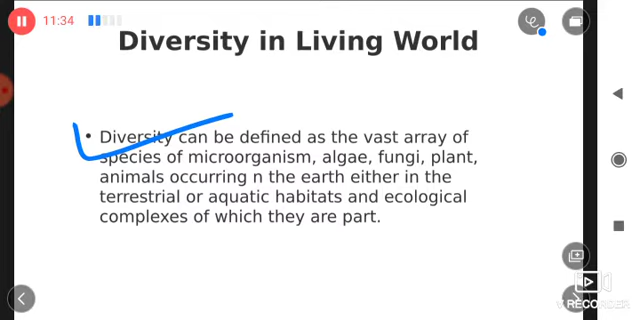 11:34
Diversity in Living World
• Diversity can be defined as the vast array of
species of microorganism, algae, fungi, plant,
animals occurring n the earth either in the
terrestrial or aquatic habitats and ecological
complexes of which they are part.
V RECORDER